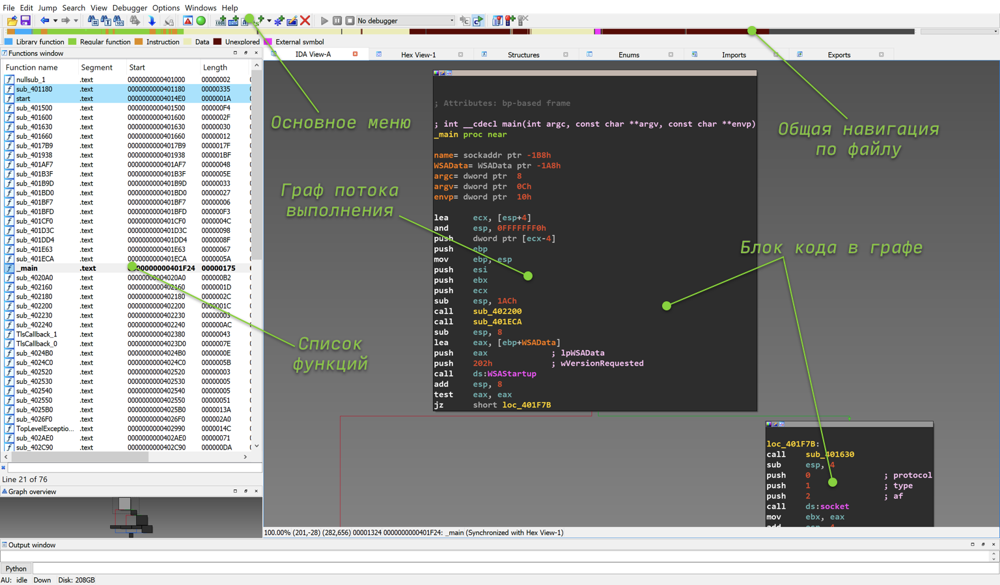 File Edit Jump Search View Debugger Options Windows Help
No debugger
Library function Regular function Instruction Data Unexplored External symbol
Functions window
IDA View-A Hex View-1 Structures Enums Imports Exports
Function name Segment Start Length
nullsub_1 .text 0000000000401000 00000002
sub_401180 .text 0000000000401180 00000335
start .text 00000000004014E0 0000001A
sub_401500 .text 0000000000401500 000000F4
sub_401600 .text 0000000000401600 0000002F
sub_401630 .text 0000000000401630 00000030
sub_401660 .text 0000000000401660 00000012
sub_4017B9 .text 00000000004017B9 0000017F
sub_401938 .text 0000000000401938 000001BF
sub_401AF7 .text 0000000000401AF7 00000048
sub_401B3F .text 0000000000401B3F 0000005E
sub_401B9D .text 0000000000401B9D 00000033
sub_401BD0 .text 0000000000401BD0 00000027
sub_401BF7 .text 0000000000401BF7 00000006
sub_401BFD .text 0000000000401BFD 000000F3
sub_401CF0 .text 0000000000401CF0 0000004C
sub_401D3C .text 0000000000401D3C 00000098
sub_401DD4 .text 0000000000401DD4 0000008F
sub_401E63 .text 0000000000401E63 00000067
sub_401ECA .text 0000000000401ECA 0000005A
_main .text 0000000000401F24 00000175
sub_4020A0 .text 00000000004020A0 000000B2
sub_402160 .text 0000000000402160 0000001D
sub_402180 .text 0000000000402180 0000002C
sub_402200 .text 0000000000402200 0000001C
sub_402230 .text 0000000000402230 00000003
sub_402240 .text 0000000000402240 000000AC
TlsCallback_1 .text 0000000000402380 00000043
TlsCallback_0 .text 00000000004023D0 0000007E
sub_4024B0 .text 00000000004024B0 0000000E
sub_4024C0 .text 00000000004024C0 0000005B
sub_402520 .text 0000000000402520 00000003
sub_402530 .text 0000000000402530 00000005
sub_402540 .text 0000000000402540 00000005
sub_402550 .text 0000000000402550 00000051
sub_4025B0 .text 00000000004025B0 0000013A
sub_4026F0 .text 00000000004026F0 000002A0
TopLevelExceptio... .text 0000000000402990 0000014C
sub_402AE0 .text 0000000000402AE0 00000071
sub_402C90 .text 0000000000402C90 000000DA
Line 21 of 76
Graph overview
Основное меню
Граф потока
выполнения
Список
функций
; Attributes: bp-based frame
; int __cdecl main(int argc, const char **argv, const char **envp)
_main proc near
name= sockaddr ptr -1B8h
WSAData= WSAData ptr -1A8h
argc= dword ptr 8
argv= dword ptr 0Ch
envp= dword ptr 10h
lea ecx, [esp+4]
and esp, 0FFFFFFF0h
push dword ptr [ecx-4]
push ebp
mov ebp, esp
push esi
push ebx
push ecx
sub esp, 1ACh
call sub_402200
call sub_401ECA
sub esp, 8
lea eax, [ebp+WSAData]
push eax ; lpWSAData
push 202h ; wVersionRequested
call ds:WSAStartup
add esp, 8
test eax, eax
jz short loc_401F7B
Общая навигация
по файлу
Блок кода в графе
loc_401F7B:
call sub_401630
sub esp, 4
push 0 ; protocol
push 1 ; type
push 2 ; af
call ds:socket
mov ebx, eax
add esp, 4
100.00% (201,-28) (282,656) 00001324 0000000000401F24: _main (Synchronized with Hex View-1)
Output window
Python
AU: idle Down Disk: 208GB